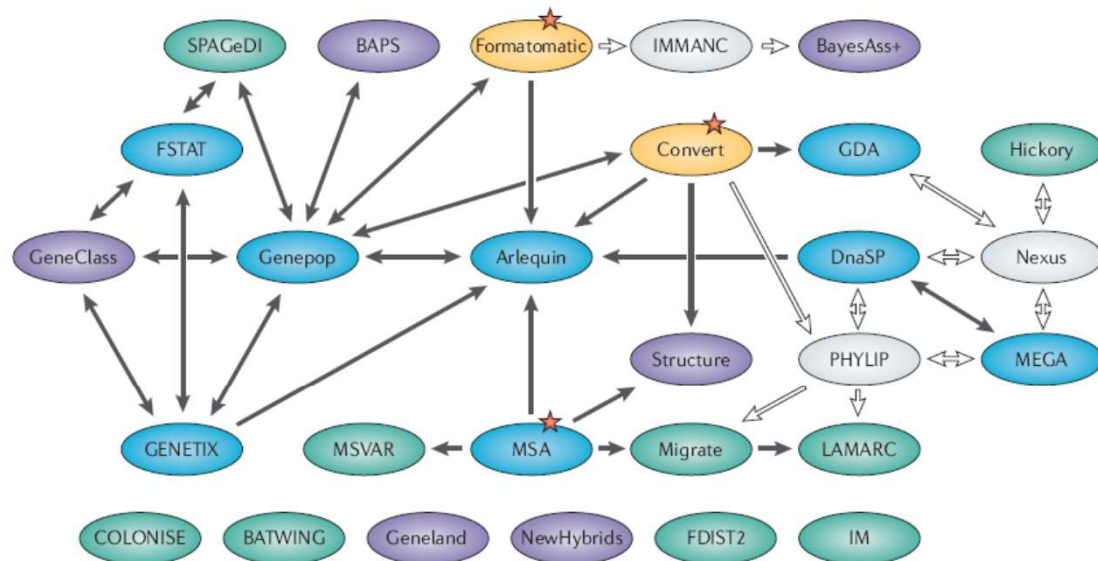 SPAGeDI
BAPS
Formatomatic
IMMANC
BayesAss+
FSTAT
Convert
GDA
Hickory
GeneClass
Genepop
Arlequin
DnaSP
Nexus
Structure
PHYLIP
MEGA
GENETIX
MSVAR
MSA
Migrate
LAMARC
COLONISE
BATWING
Geneland
NewHybrids
FDIST2
IM